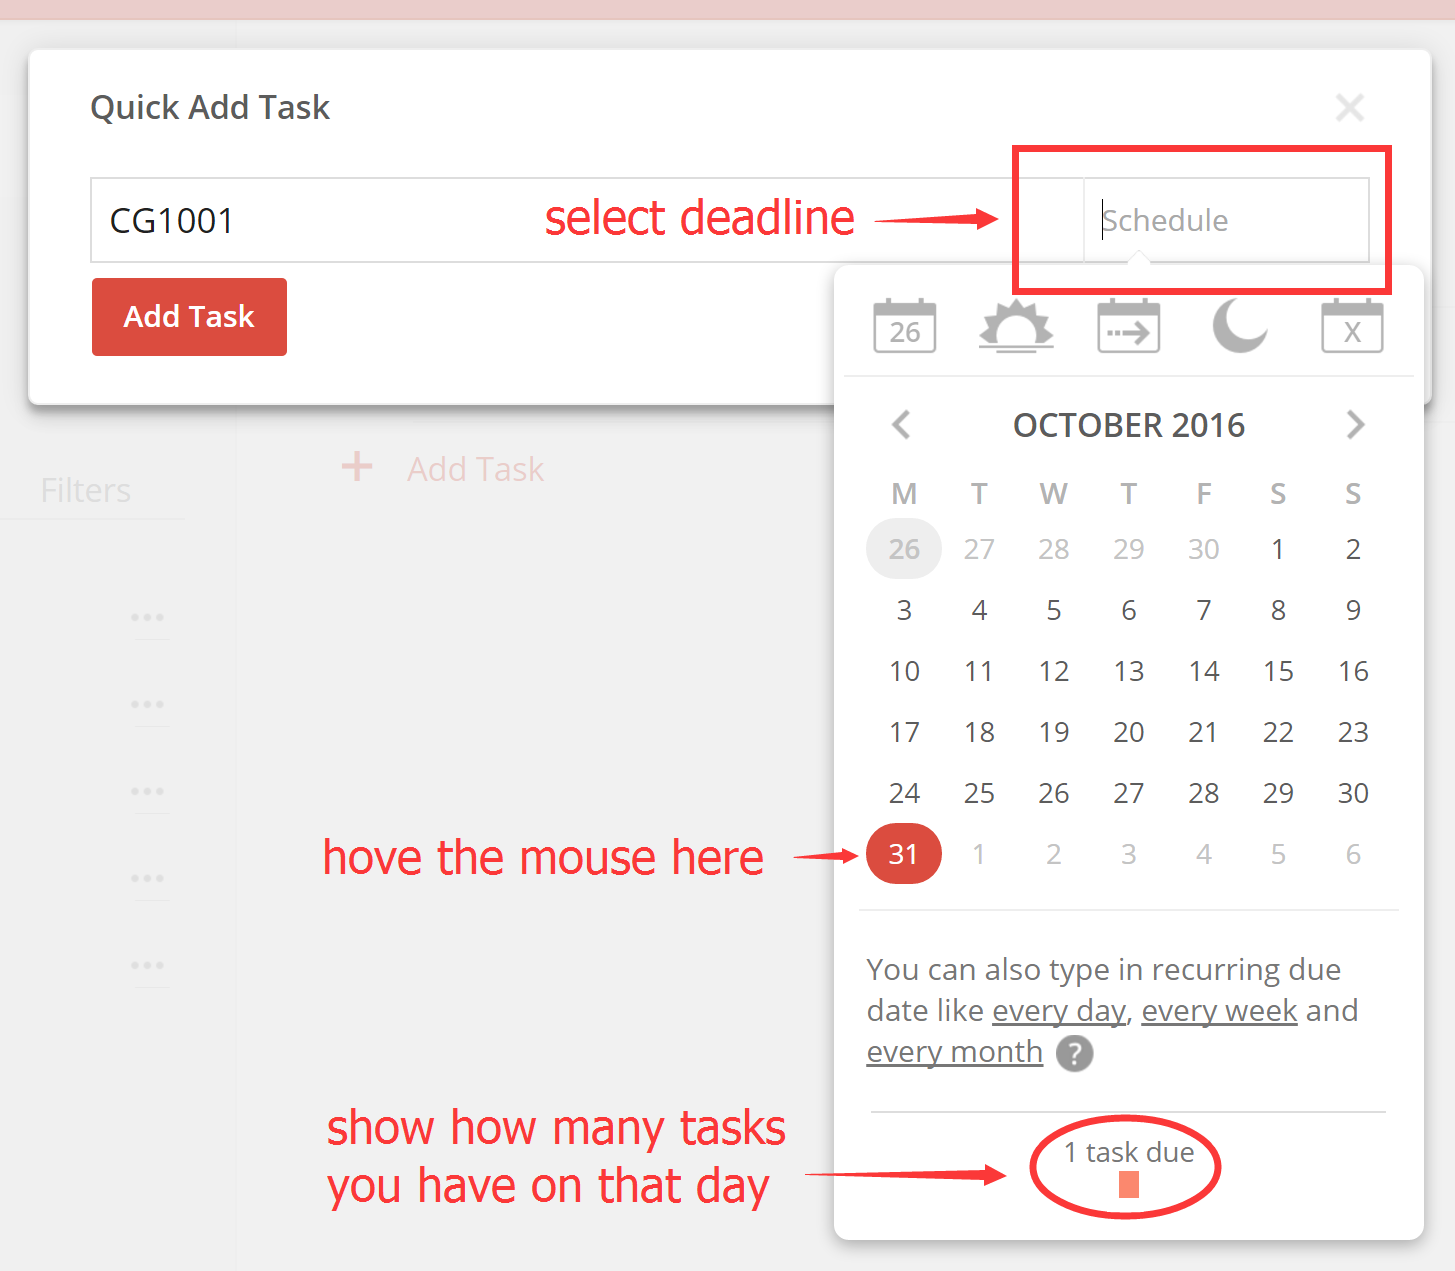 Quick Add Task
CG1001
select deadline
Schedule
Add Task
26
X
OCTOBER 2016
M T W T F S S
26 27 28 29 30 1 2
3 4 5 6 7 8 9
10 11 12 13 14 15 16
17 18 19 20 21 22 23
24 25 26 27 28 29 30
31 1 2 3 4 5 6
Filters
+ Add Task
hove the mouse here
You can also type in recurring due
date like every day, every week and
every month ?
show how many tasks
you have on that day
1 task due